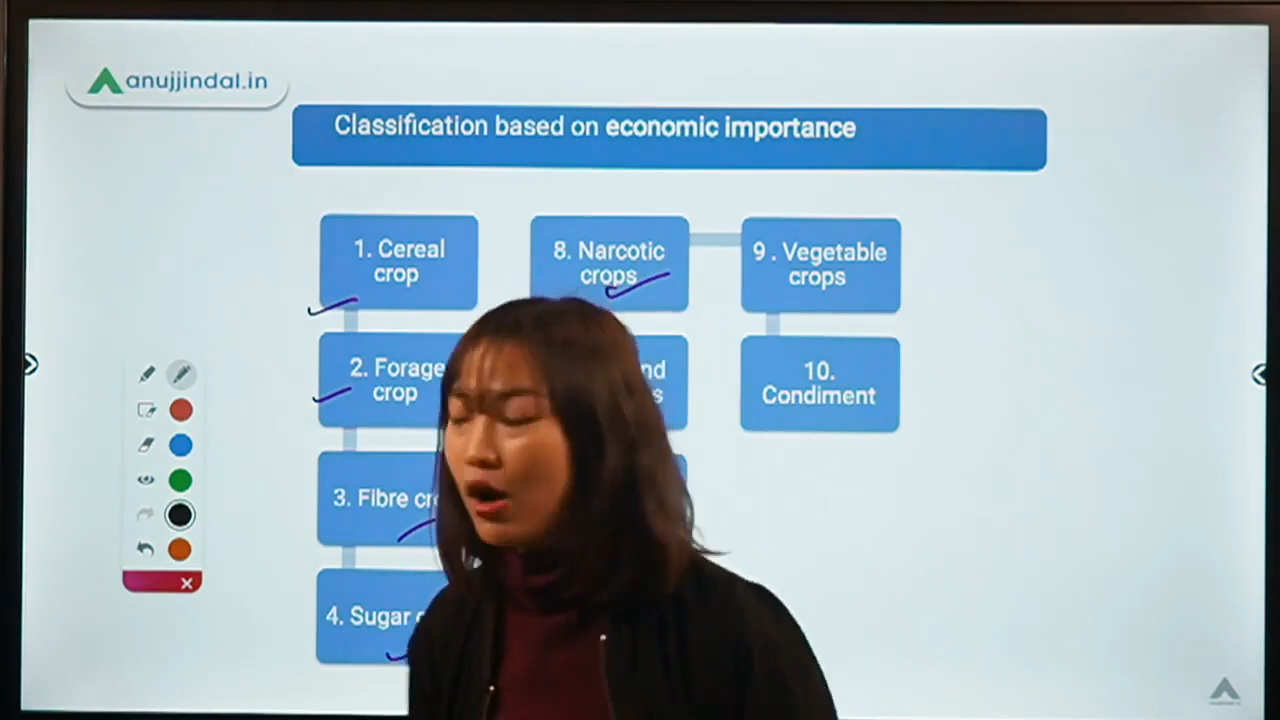 anujjindal.in
Classification based on economic importance
1. Cereal
crop
2. Forage
crop
3. Fibre
4. Sugar
8. Narcotic
crops
9 . Vegetable
crops
10.
Condiment